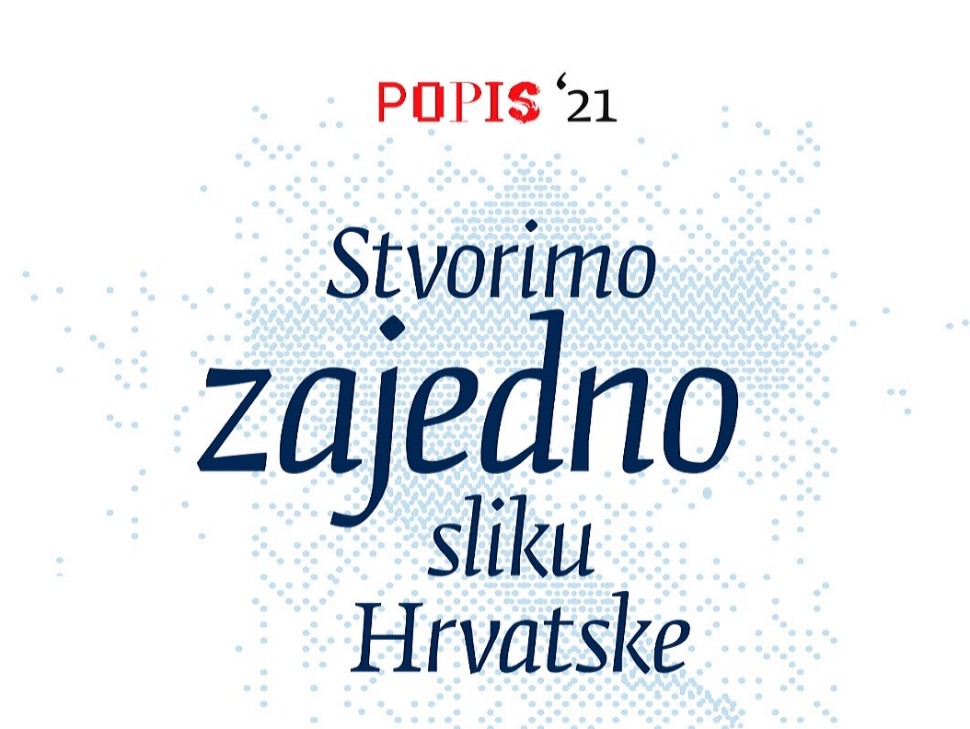 POPIS ‘21
Stvorimo
zajedno
sliku
Hrvatske